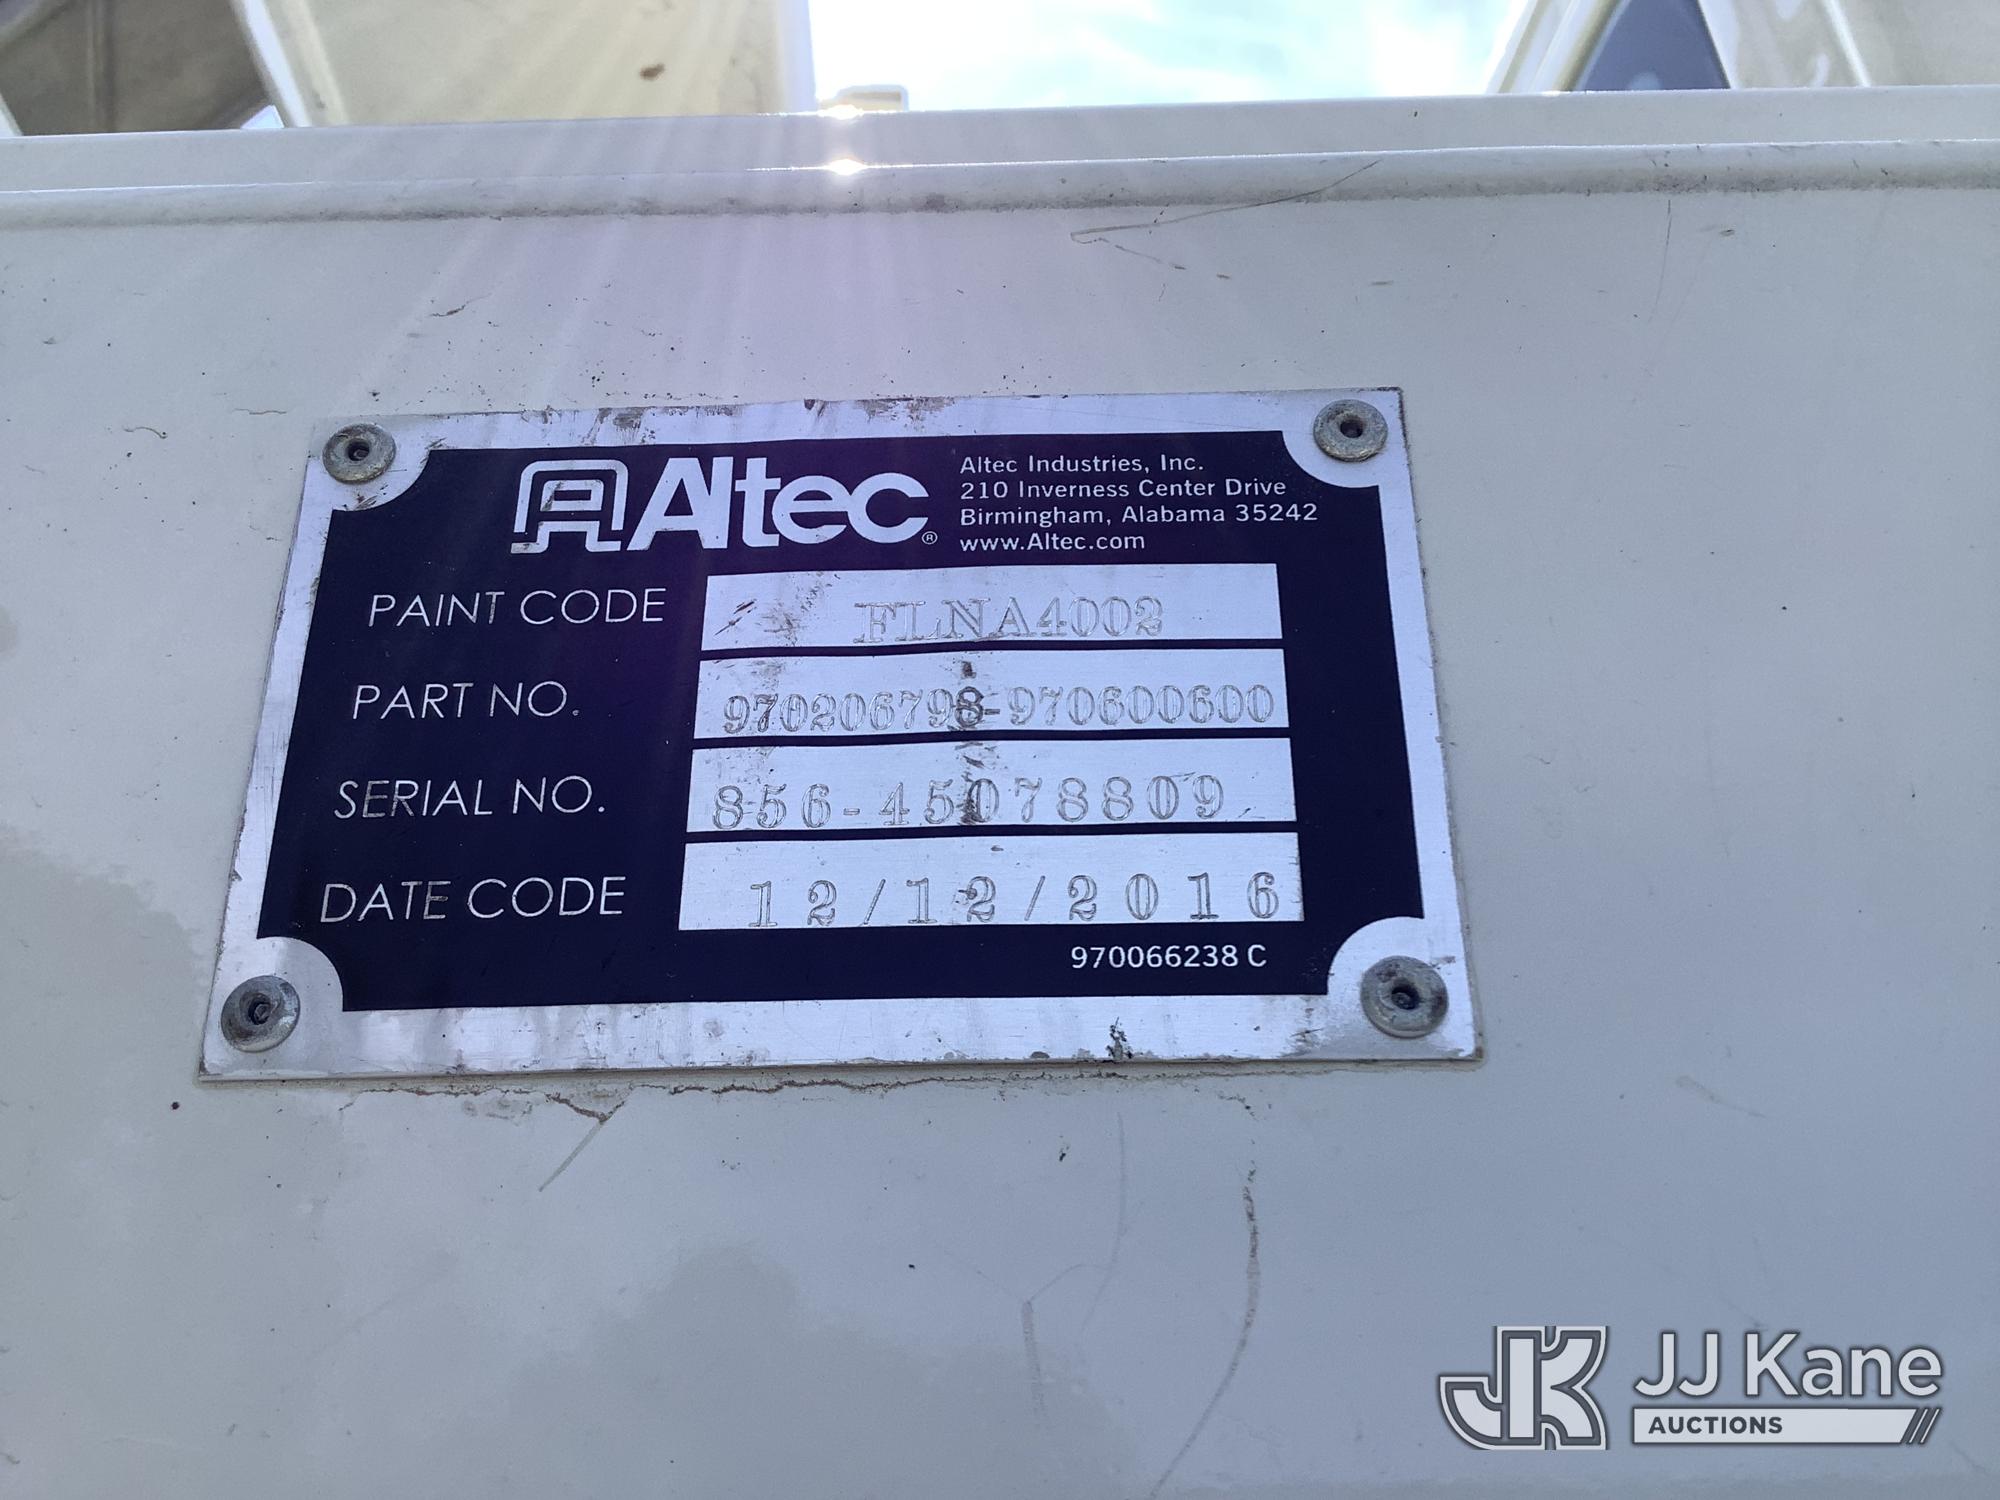 Altec®
Altec Industries, Inc.
210 Inverness Center Drive
Birmingham, Alabama 35242
www.Altec.com
PAINT CODE FLNA4002
PART NO. 970206798-970600600
SERIAL NO. 856-45078809
DATE CODE 12/12/2016
970066238 C
JK JJ Kane
AUCTIONS